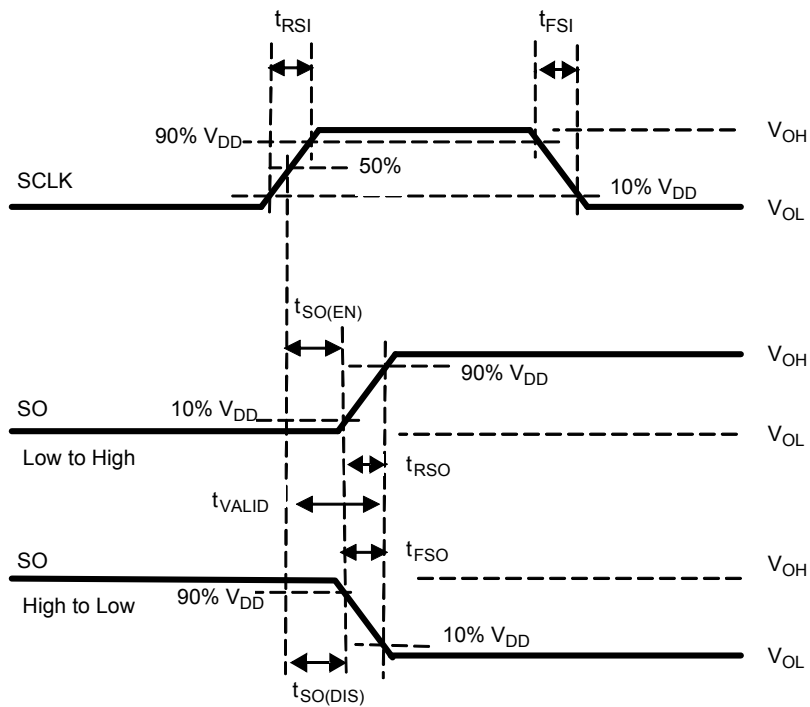 tRSI
tFSI
90% VDD
VOH
50%
SCLK
10% VDD
VOL
tSO(EN)
VOH
90% VDD
10% VDD
SO
VOL
Low to High
tRSO
tVALID
tFSO
SO
VOH
90% VDD
High to Low
10% VDD
VOL
tSO(DIS)